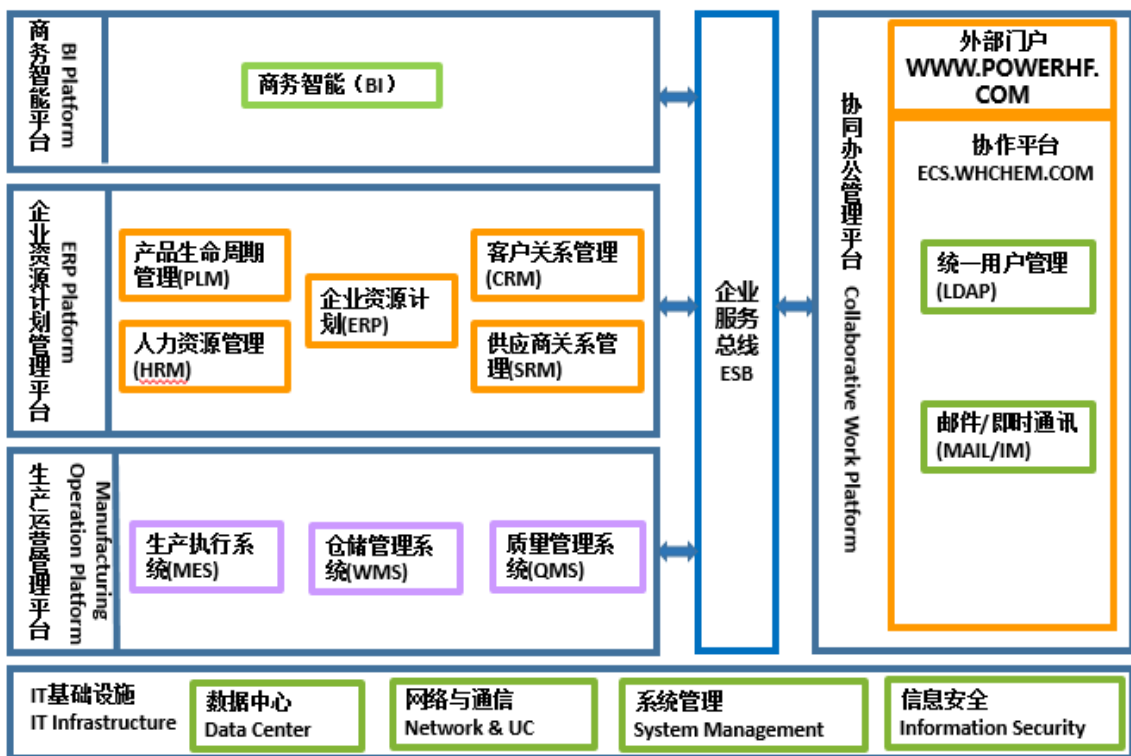 商务智能平台
BI Platform
商务智能（BI）
企业资源计划管理平台
ERP Platform
产品生命周期
管理(PLM)
人力资源管理
(HRM)
企业资源计
划(ERP)
客户关系管理
(CRM)
供应商关系管
理(SRM)
生产运营管理平台
Manufacturing
Operation Platform
生产执行系
统(MES)
仓储管理系
统(WMS)
质量管理系
统(QMS)
企业
服务
总线
ESB
协同办公管理平台 Collaborative Work Platform
外部门户
WWW.POWERHF.
COM
协作平台
ECS.WHCHEM.COM
统一用户管理
(LDAP)
邮件/即时通讯
(MAIL/IM)
IT基础设施
IT Infrastructure
数据中心
Data Center
网络与通信
Network & UC
系统管理
System Management
信息安全
Information Security